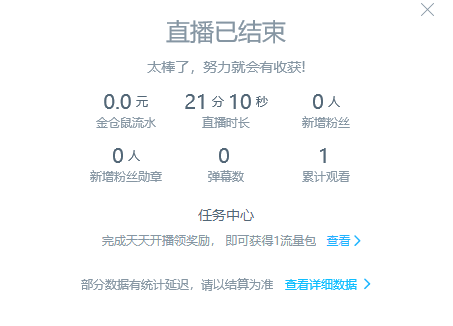 直播已结束
太棒了，努力就会有收获!
0.0 元 21 分 10 秒 0 人
金仓鼠流水 直播时长 新增粉丝
0 人 0 1
新增粉丝勋章 弹幕数 累计观看
任务中心
完成天天开播领奖励， 即可获得1流量包 查看
部分数据有统计延迟，请以结算为准 查看详细数据